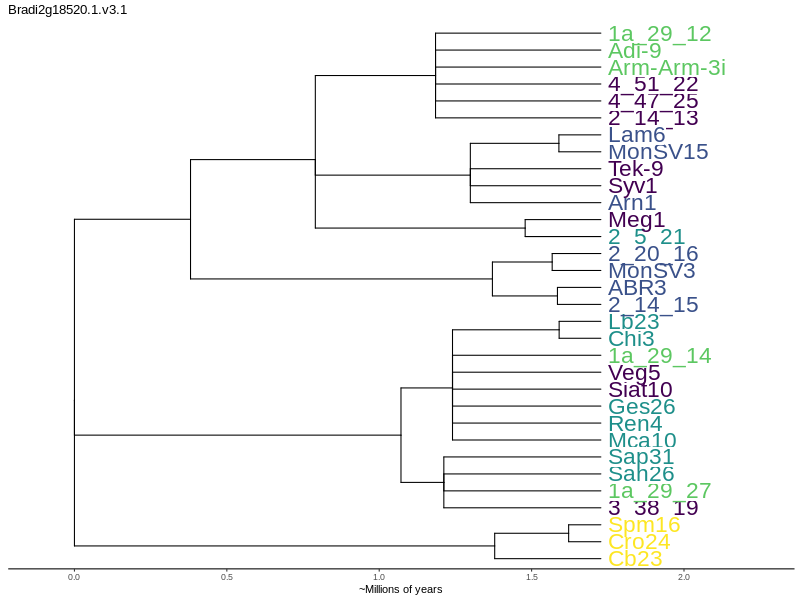 Bradi2g18520.1.v3.1
1a_29_12
Adi-9
Arm-Arm-3i
4_51_22
4_47_25
2_14_13
Lam6
MonSV15
Tek-9
Syv1
Arn1
Meg1
2_5_21
2_20_16
MonSV3
ABR3
2_14_15
Lb23
Chi3
1a_29_14
Veg5
Siat10
Ges26
Ren4
Mca10
Sap31
Sah26
1a_29_27
3_38_19
Spm16
Cro24
Cb23
0.0 0.5 1.0 1.5 2.0
~Millions of years